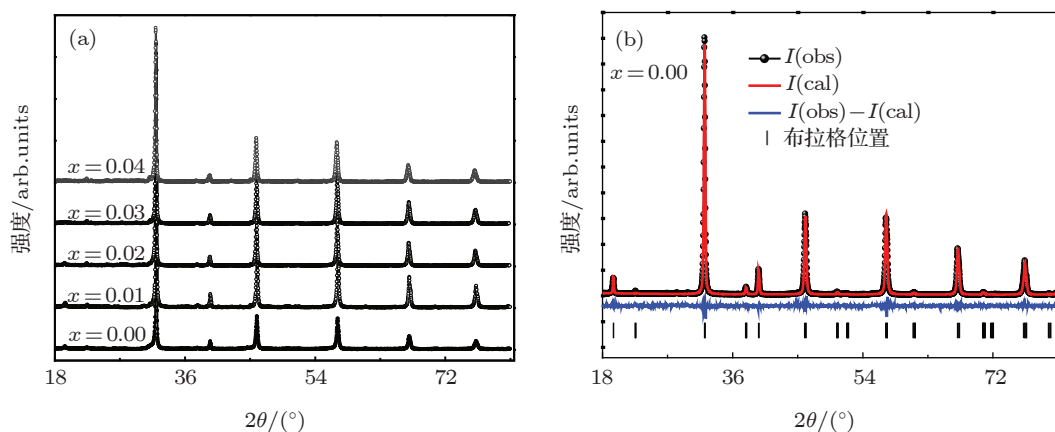 (a)
强度/arb.units
x=0.04
x=0.03
x=0.02
x=0.01
x=0.00
18 36 54 72
2θ/(°)
(b)
x=0.00
I(obs)
I(cal)
I(obs)−I(cal)
布拉格位置
强度/arb.units
18 36 54 72
2θ/(°)